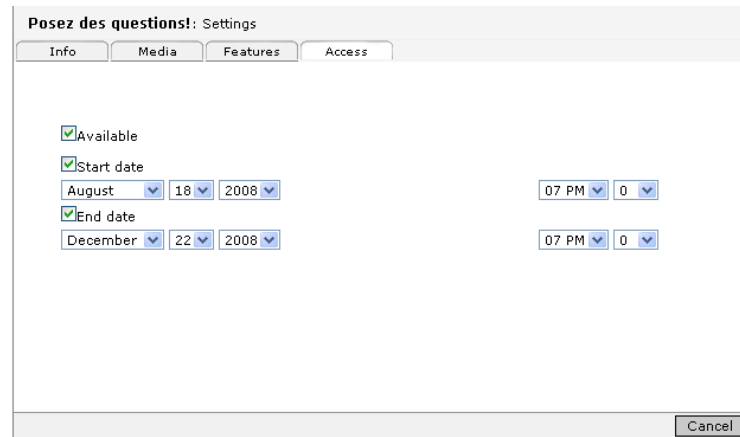 Posez des questions!: Settings
Info Media Features Access
Available
Start date
August 18 2008 07 PM 0
End date
December 22 2008 07 PM 0
Cancel